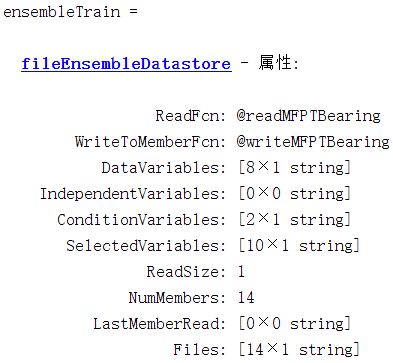 ensembleTrain =
fileEnsembleDatastore - 属性:
ReadFcn: @readMFPTBearing
WriteToMemberFcn: @writeMFPTBearing
DataVariables: [8×1 string]
IndependentVariables: [0×0 string]
ConditionVariables: [2×1 string]
SelectedVariables: [10×1 string]
ReadSize: 1
NumMembers: 14
LastMemberRead: [0×0 string]
Files: [14×1 string]